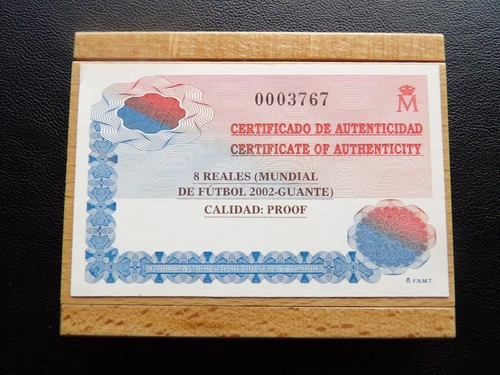 0003767
M
CERTIFICADO DE AUTENTICIDAD
CERTIFICATE OF AUTHENTICITY
8 REALES (MUNDIAL
DE FÚTBOL 2002-GUANTE)
CALIDAD: PROOF
F.N.M.T.